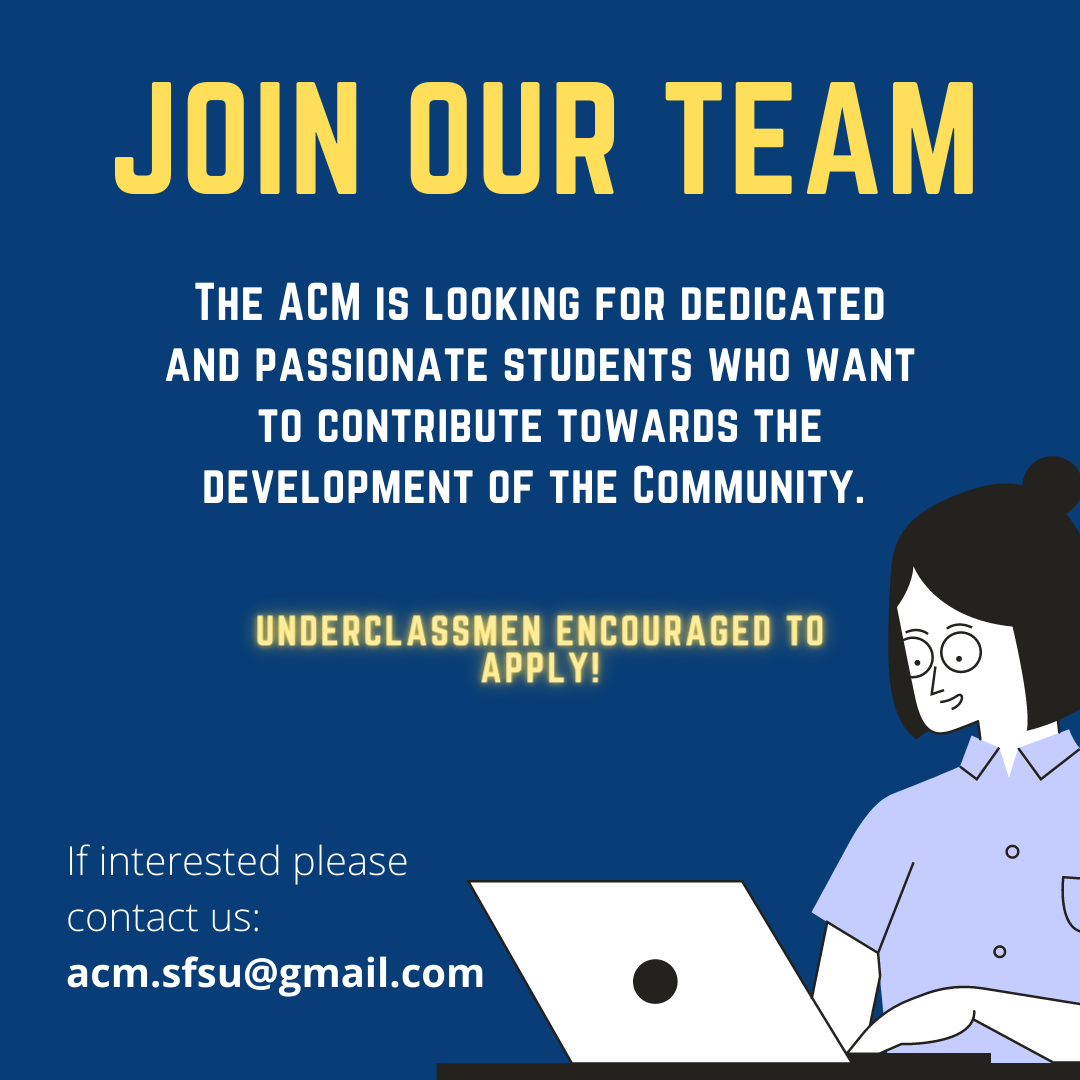 JOIN OUR TEAM
The ACM is looking for dedicated
and passionate students who want
to contribute towards the
development of the Community.
UNDERCLASSMEN ENCOURAGED TO
APPLY!
If interested please
contact us:
acm.sfsu@gmail.com